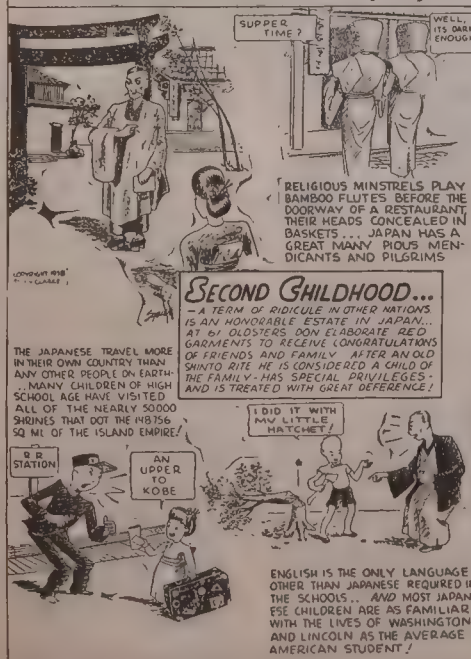 SUPPER
TIME?
WELL,
ITS DARK
ENOUGH
RELIGIOUS MINSTRELS PLAY
BAMBOO FLUTES BEFORE THE
DOORWAY OF A RESTAURANT,
THEIR HEADS CONCEALED IN
BASKETS... JAPAN HAS A
GREAT MANY PIOUS MEN-
DICANTS AND PILGRIMS
COPYRIGHT 1938
SECOND CHILDHOOD...
- A TERM OF RIDICULE IN OTHER NATIONS
IS AN HONORABLE ESTATE IN JAPAN...
AT 61 OLDSTERS DON ELABORATE RED
GARMENTS TO RECEIVE CONGRATULATIONS
OF FRIENDS AND FAMILY AFTER AN OLD
SHINTO RITE HE IS CONSIDERED A CHILD OF
THE FAMILY - HAS SPECIAL PRIVILEGES -
AND IS TREATED WITH GREAT DEFERENCE!
THE JAPANESE TRAVEL MORE
IN THEIR OWN COUNTRY THAN
ANY OTHER PEOPLE ON EARTH-
..MANY CHILDREN OF HIGH
SCHOOL AGE HAVE VISITED
ALL OF THE NEARLY 50000
SHRINES THAT DOT THE 148756
SQ MI. OF THE ISLAND EMPIRE!
R R
STATION
AN
UPPER
TO
KOBE
I DID IT WITH
MY LITTLE
HATCHET!
ENGLISH IS THE ONLY LANGUAGE
OTHER THAN JAPANESE REQUIRED IN
THE SCHOOLS.. AND MOST JAPAN-
ESE CHILDREN ARE AS FAMILIAR
WITH THE LIVES OF WASHINGTON
AND LINCOLN AS THE AVERAGE
AMERICAN STUDENT!